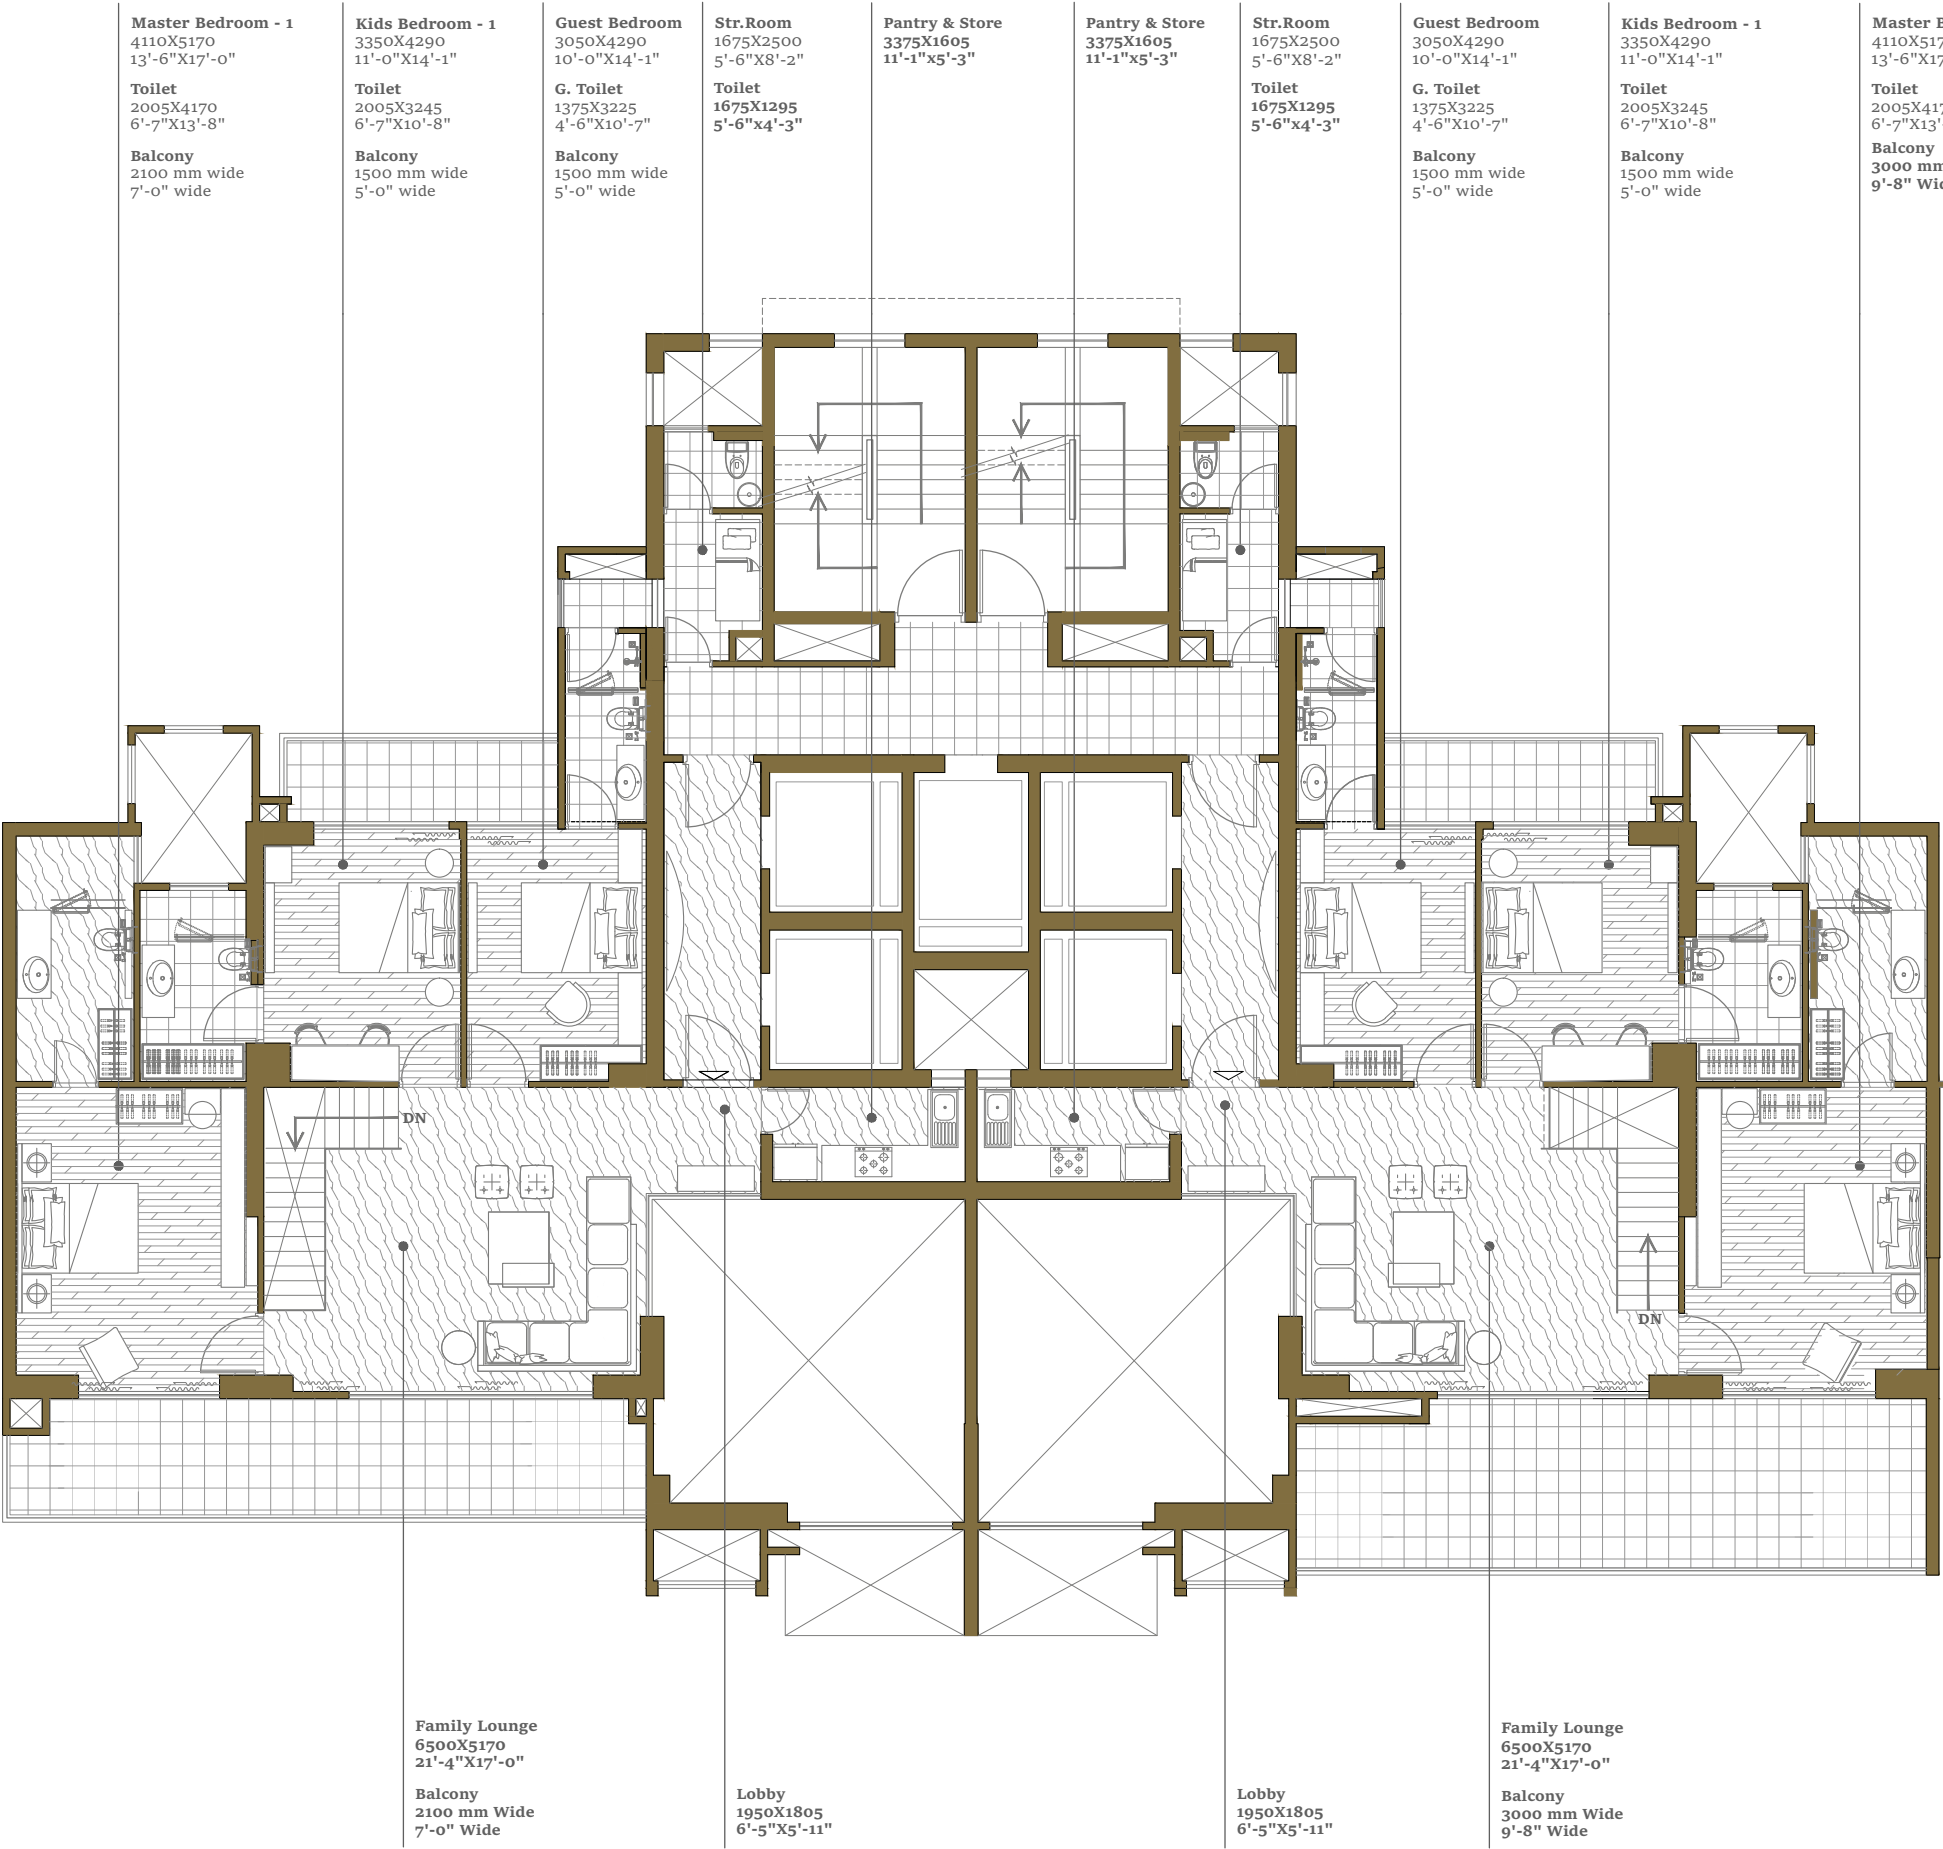 Master Bedroom - 1
4110X5170
13'-6"X17'-0"
Toilet
2005X4170
6'-7"X13'-8"
Balcony
2100 mm wide
7'-0" wide
Kids Bedroom - 1
3350X4290
11'-0"X14'-1"
Toilet
2005X3245
6'-7"X10'-8"
Balcony
1500 mm wide
5'-0" wide
Guest Bedroom
3050X4290
10'-0"X14'-1"
G. Toilet
1375X3225
4'-6"X10'-7"
Balcony
1500 mm wide
5'-0" wide
Str.Room
1675X2500
5'-6"X8'-2"
Toilet
1675X1295
5'-6"x4'-3"
Pantry & Store
3375X1605
11'-1"x5'-3"
Pantry & Store
3375X1605
11'-1"x5'-3"
Str.Room
1675X2500
5'-6"X8'-2"
Toilet
1675X1295
5'-6"x4'-3"
Guest Bedroom
3050X4290
10'-0"X14'-1"
G. Toilet
1375X3225
4'-6"X10'-7"
Balcony
1500 mm wide
5'-0" wide
Kids Bedroom - 1
3350X4290
11'-0"X14'-1"
Toilet
2005X3245
6'-7"X10'-8"
Balcony
1500 mm wide
5'-0" wide
Master
Toilet
Balcony
3000
9'-8"
DN
DN
Family Lounge
6500X5170
21'-4"X17'-0"
Balcony
2100 mm Wide
7'-0" Wide
Lobby
1950X1805
6'-5"X5'-11"
Lobby
1950X1805
6'-5"X5'-11"
Family Lounge
6500X5170
21'-4"X17'-0"
Balcony
3000 mm Wide
9'-8" Wide